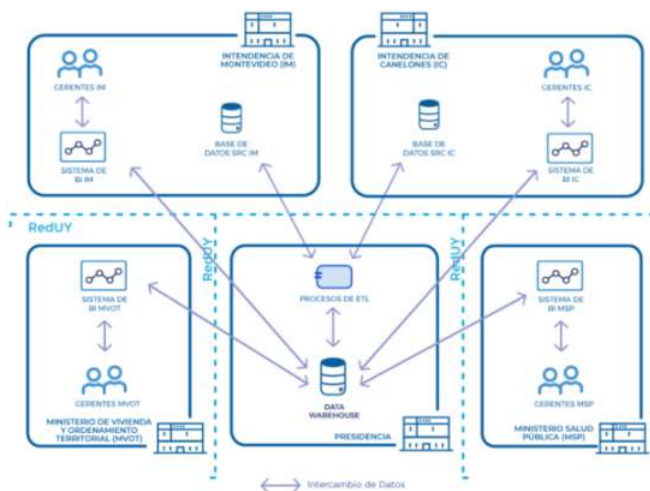 INTENDENCIA DE
MONTEVIDEO (IM)
GERENTES IM
BASE DE
DATOS SRC IM
SISTEMA DE
BI IM
INTENDENCIA DE
CANELONES (IC)
GERENTES IC
BASE DE
DATOS SRC IC
SISTEMA DE
BI IC
RedUY
RedUY
RedUY
SISTEMA DE
BI MVOT
GERENTES MVOT
MINISTERIO DE VIVIENDA
Y ORDENAMIENTO
TERRITORIAL (MVOT)
PROCESOS DE ETL
DATA
WAREHOUSE
PRESIDENCIA
SISTEMA DE
BI MSP
GERENTES MSP
MINISTERIO SALUD
PÚBLICA (MSP)
Intercambio de Datos